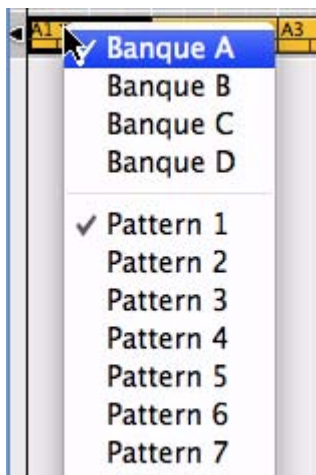 A1 A3
Banque A
Banque B
Banque C
Banque D
Pattern 1
Pattern 2
Pattern 3
Pattern 4
Pattern 5
Pattern 6
Pattern 7